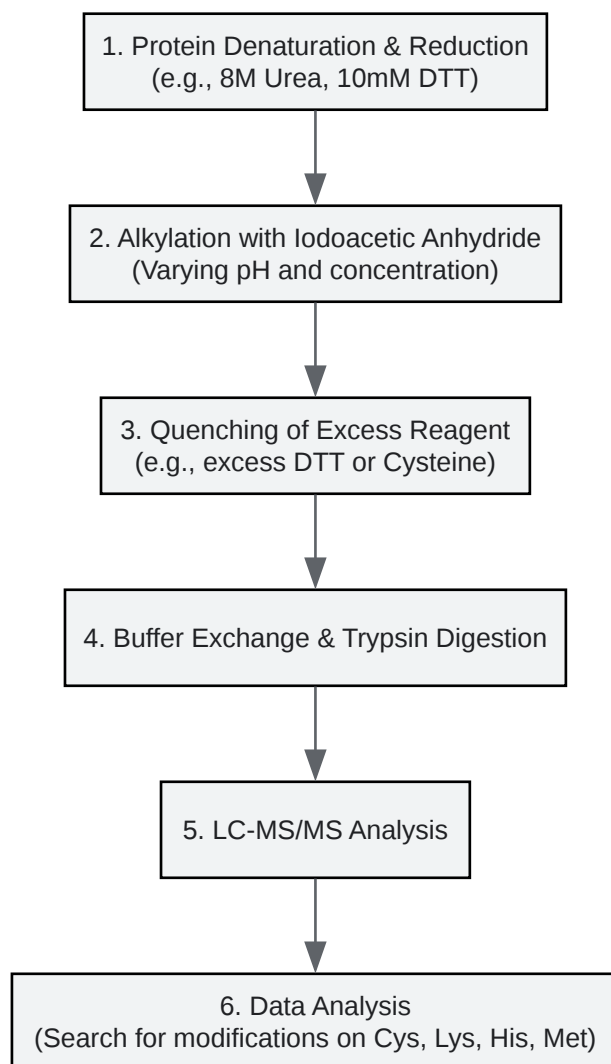 1. Protein Denaturation & Reduction
(e.g., 8M Urea, 10mM DTT)
2. Alkylation with Iodoacetic Anhydride
(Varying pH and concentration)
3. Quenching of Excess Reagent
(e.g., excess DTT or Cysteine)
4. Buffer Exchange & Trypsin Digestion
5. LC-MS/MS Analysis
6. Data Analysis
(Search for modifications on Cys, Lys, His, Met)